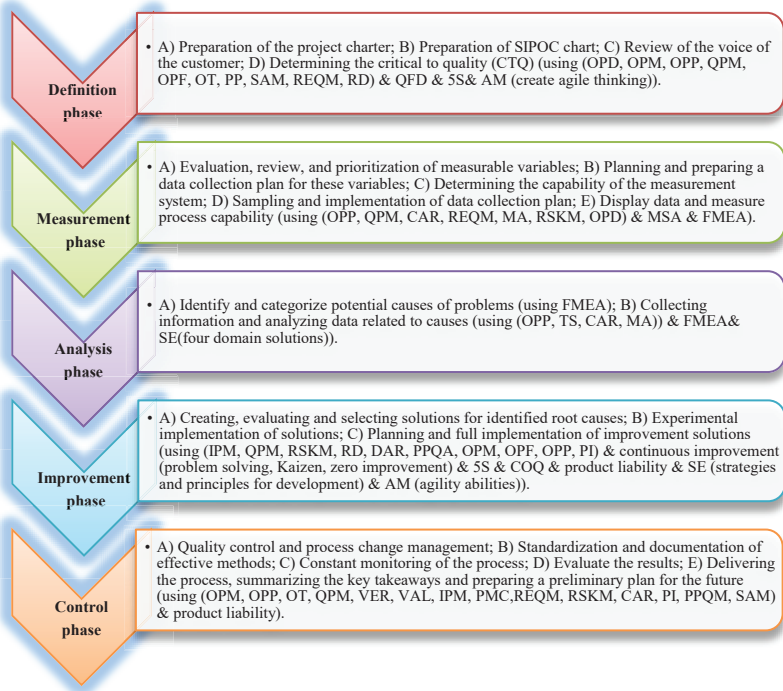 Definition
phase
• A) Preparation of the project charter; B) Preparation of SIPOC chart; C) Review of the voice of
the customer; D) Determining the critical to quality (CTQ) (using (OPD, OPM, OPP, QPM,
OPF, OT, PP, SAM, REQM, RD) & QFD & 5S& AM (create agile thinking)).
Measurement
phase
• A) Evaluation, review, and prioritization of measurable variables; B) Planning and preparing a
data collection plan for these variables; C) Determining the capability of the measurement
system; D) Sampling and implementation of data collection plan; E) Display data and measure
process capability (using (OPP, QPM, CAR, REQM, MA, RSKM, OPD) & MSA & FMEA).
Analysis
phase
• A) Identify and categorize potential causes of problems (using FMEA); B) Collecting
information and analyzing data related to causes (using (OPP, TS, CAR, MA)) & FMEA&
SE(four domain solutions)).
Improvement
phase
• A) Creating, evaluating and selecting solutions for identified root causes; B) Experimental
implementation of solutions; C) Planning and full implementation of improvement solutions
(using (IPM, QPM, RSKM, RD, DAR, PPQA, OPM, OPF, OPP, PI) & continuous improvement
(problem solving, Kaizen, zero improvement) & 5S & COQ & product liability & SE (strategies
and principles for development) & AM (agility abilities)).
Control
phase
• A) Quality control and process change management; B) Standardization and documentation of
effective methods; C) Constant monitoring of the process; D) Evaluate the results; E) Delivering
the process, summarizing the key takeaways and preparing a preliminary plan for the future
(using (OPM, OPP, OT, QPM, VER, VAL, IPM, PMC,REQM, RSKM, CAR, PI, PPQM, SAM)
& product liability).